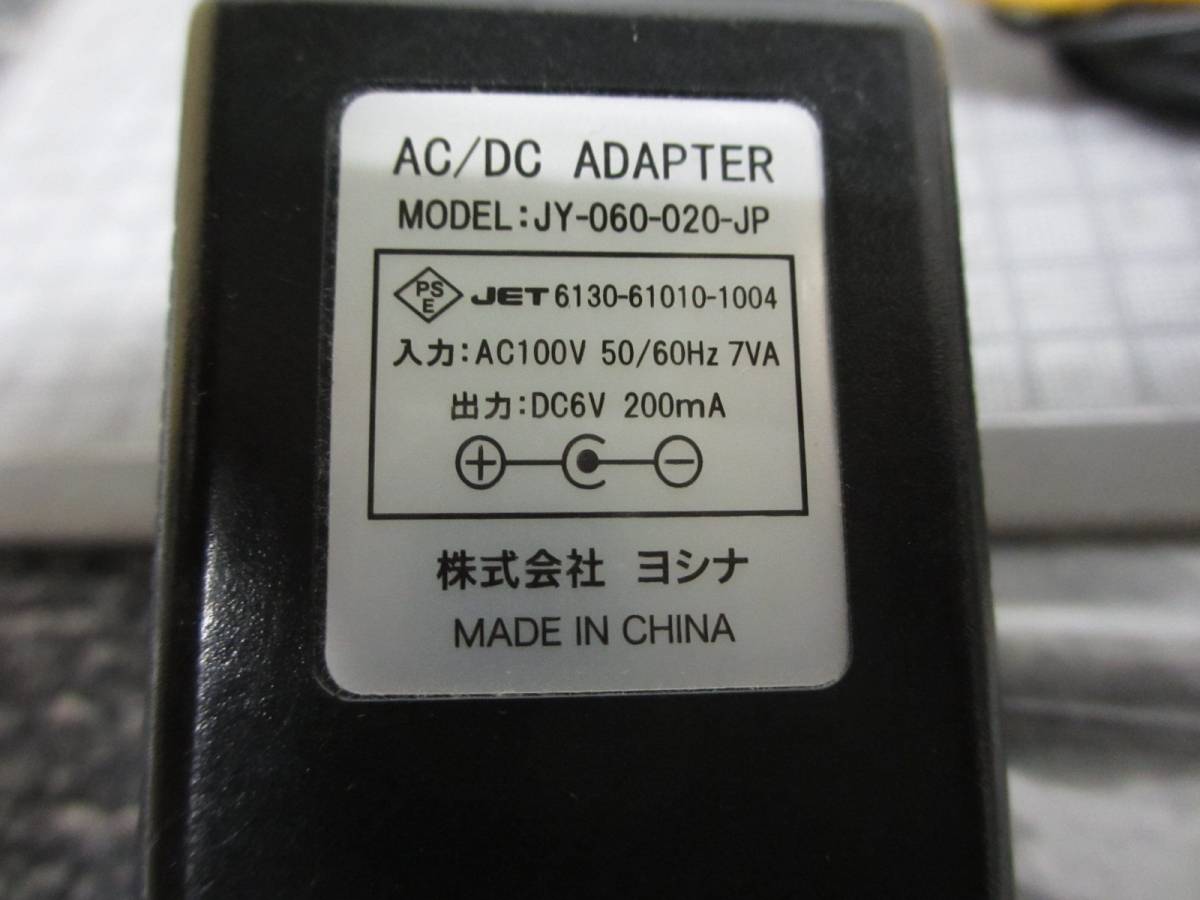 AC/DC ADAPTER
MODEL:JY-060-020-JP
PSE JET 6130-61010-1004
入力:AC100V 50/60Hz 7VA
出力:DC6V 200mA
株式会社 ヨシナ
MADE IN CHINA